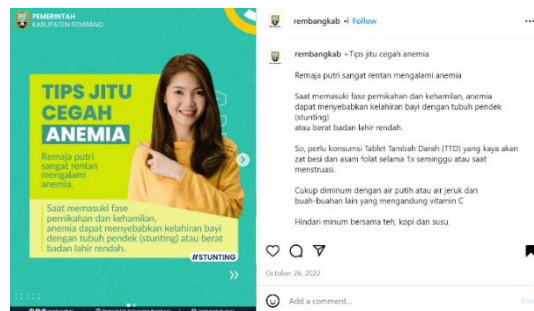 PEMERINTAH
KABUPATEN REMBANG
TIPS JITU
CEGAH
ANEMIA
Remaja putri
sangat rentan
mengalami
anemia.
Saat memasuki fase
pernikahan dan kehamilan,
anemia dapat menyebabkan kelahiran bayi
dengan tubuh pendek (stunting) atau berat
badan lahir rendah.
#STUNTING
rembangkab • Follow
rembangkab +Tips jitu cegah anemia
Remaja putri sangat rentan mengalami anemia
Saat memasuki fase pernikahan dan kehamilan, anemia
dapat menyebabkan kelahiran bayi dengan tubuh pendek
(stunting)
atau berat badan lahir rendah.
So, perlu konsumsi Tablet Tambah Darah (TTD) yang kaya akan
zat besi dan asam folat selama 1x seminggu atau saat
menstruasi.
Cukup diminum dengan air putih atau air jeruk dan
buah-buahan lain yang mengandung vitamin C
Hindari minum bersama teh, kopi dan susu.
October 26, 2022
Add a comment...
Post